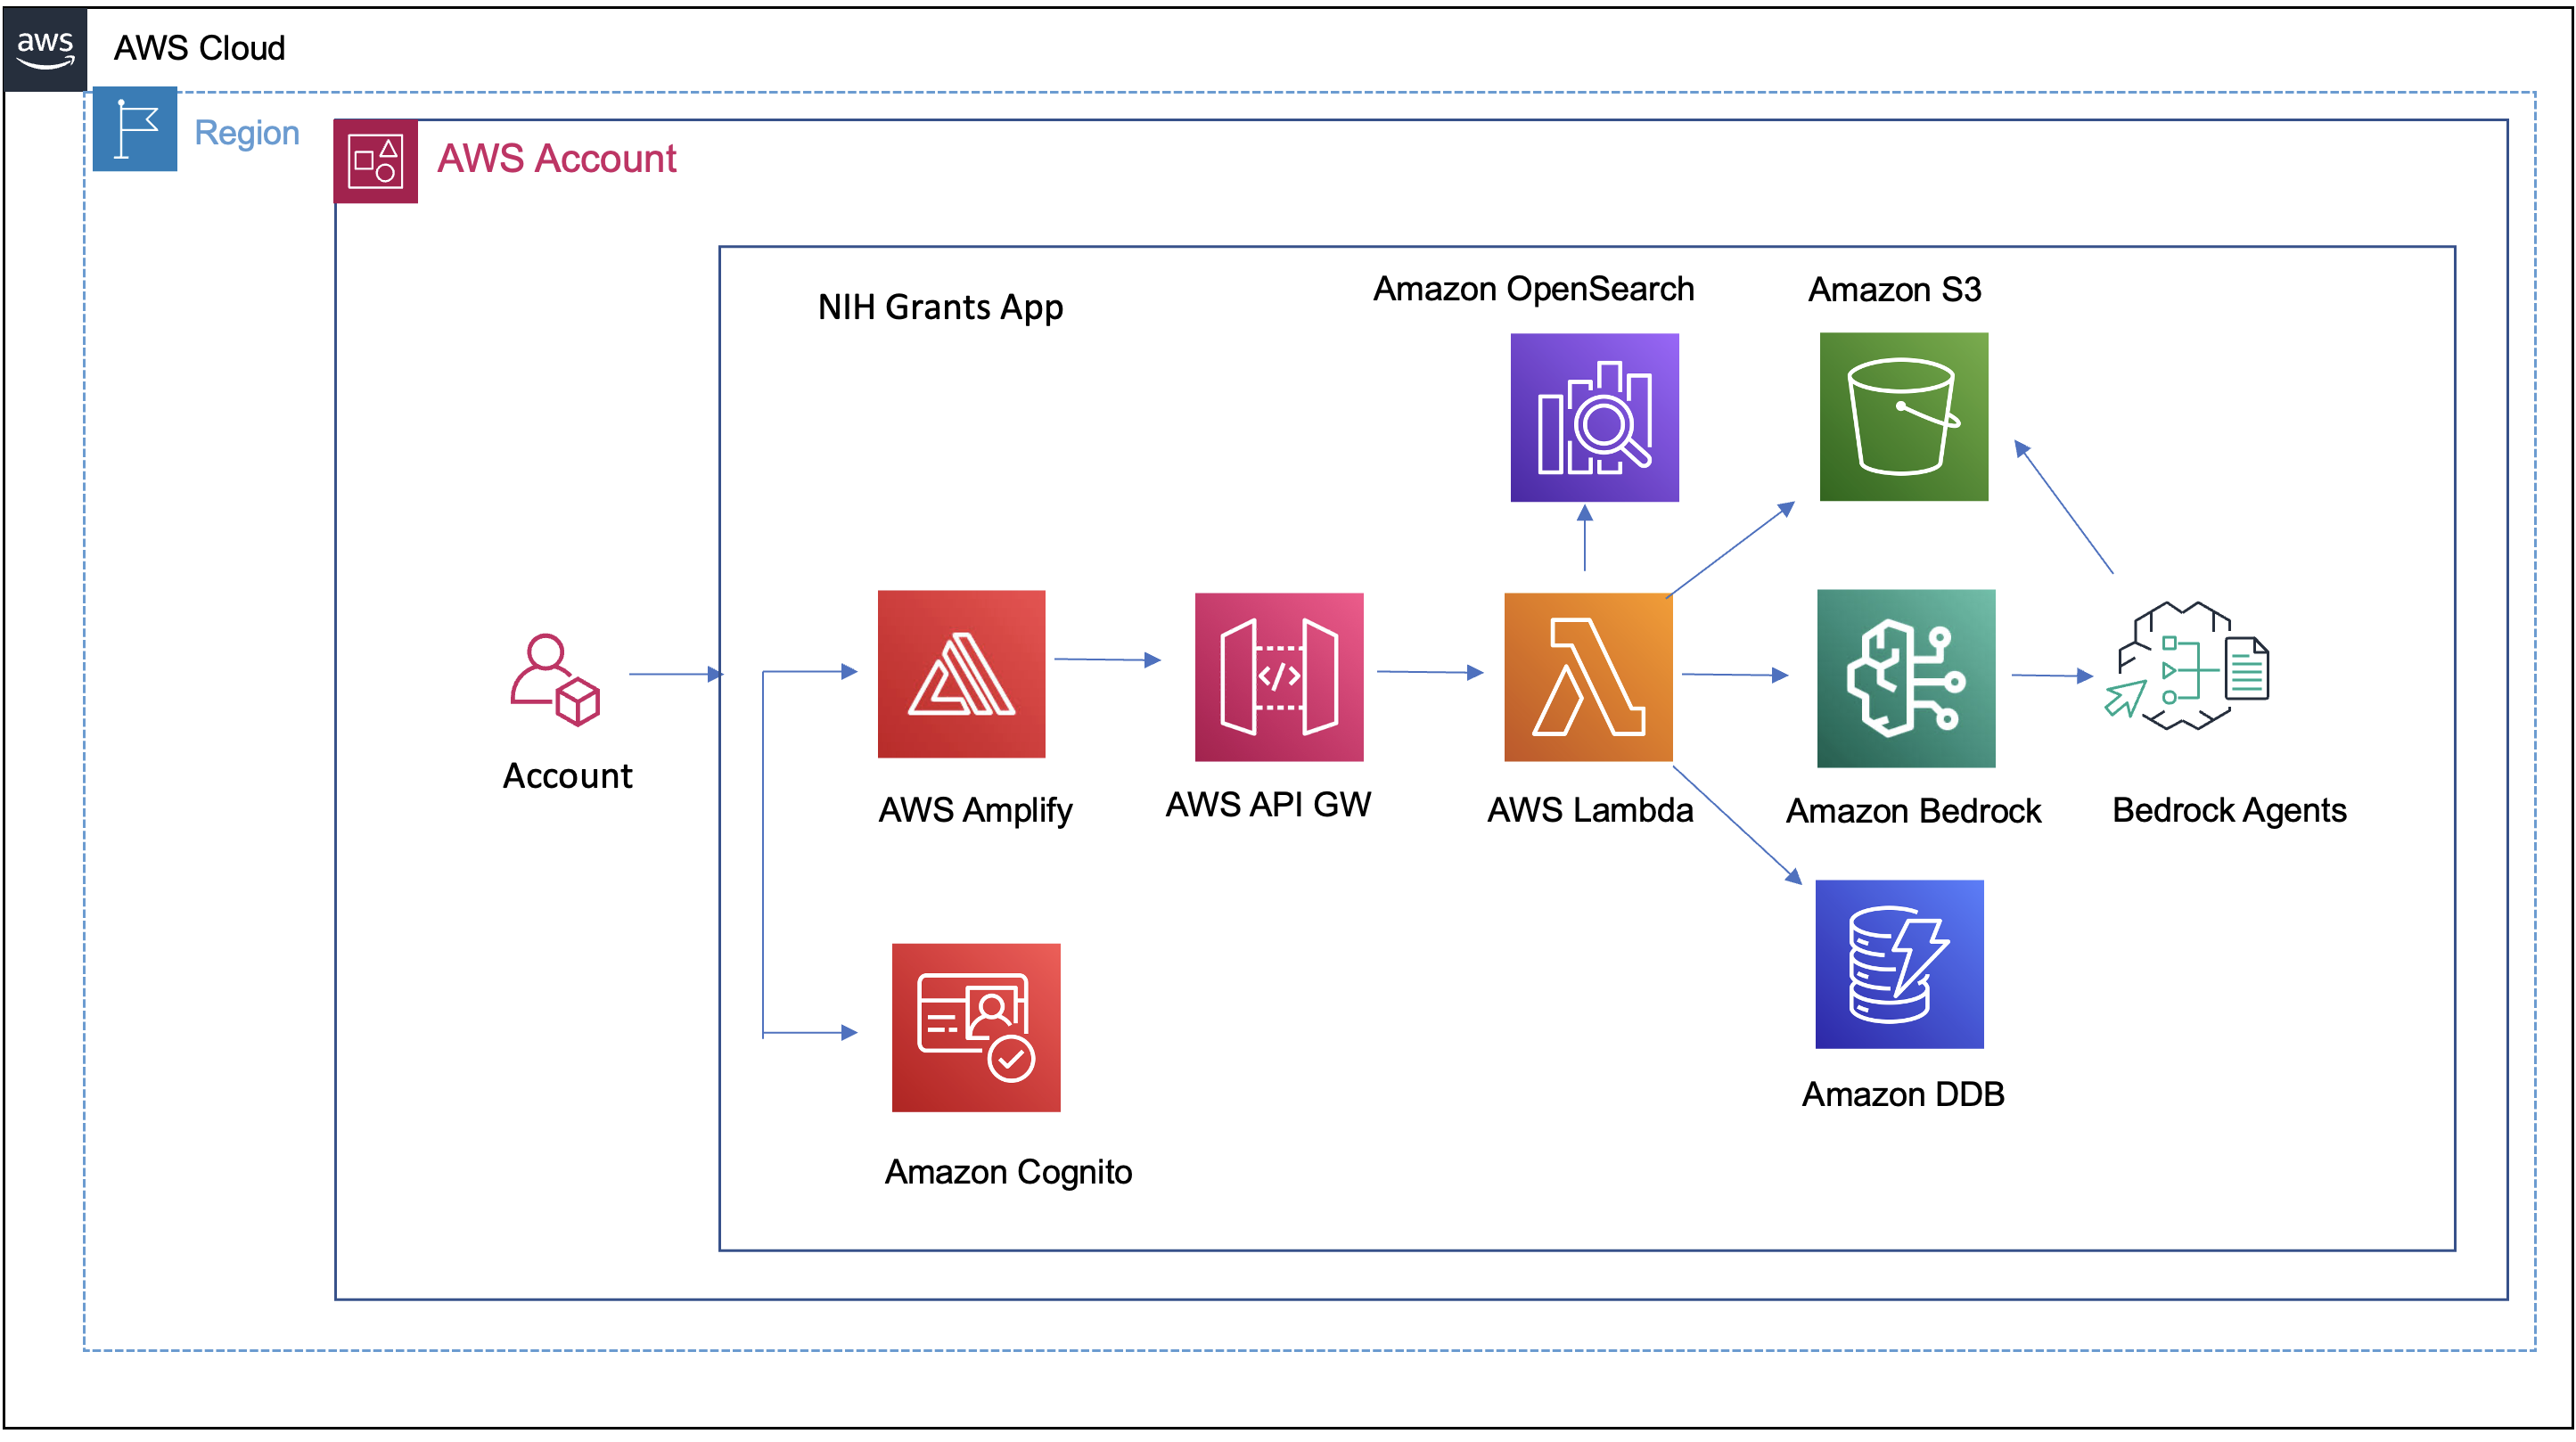 aws
AWS Cloud
Region
AWS Account
NIH Grants App
Amazon OpenSearch
Amazon S3
Account
AWS Amplify
AWS API GW
AWS Lambda
Amazon Bedrock
Bedrock Agents
Amazon Cognito
Amazon DDB